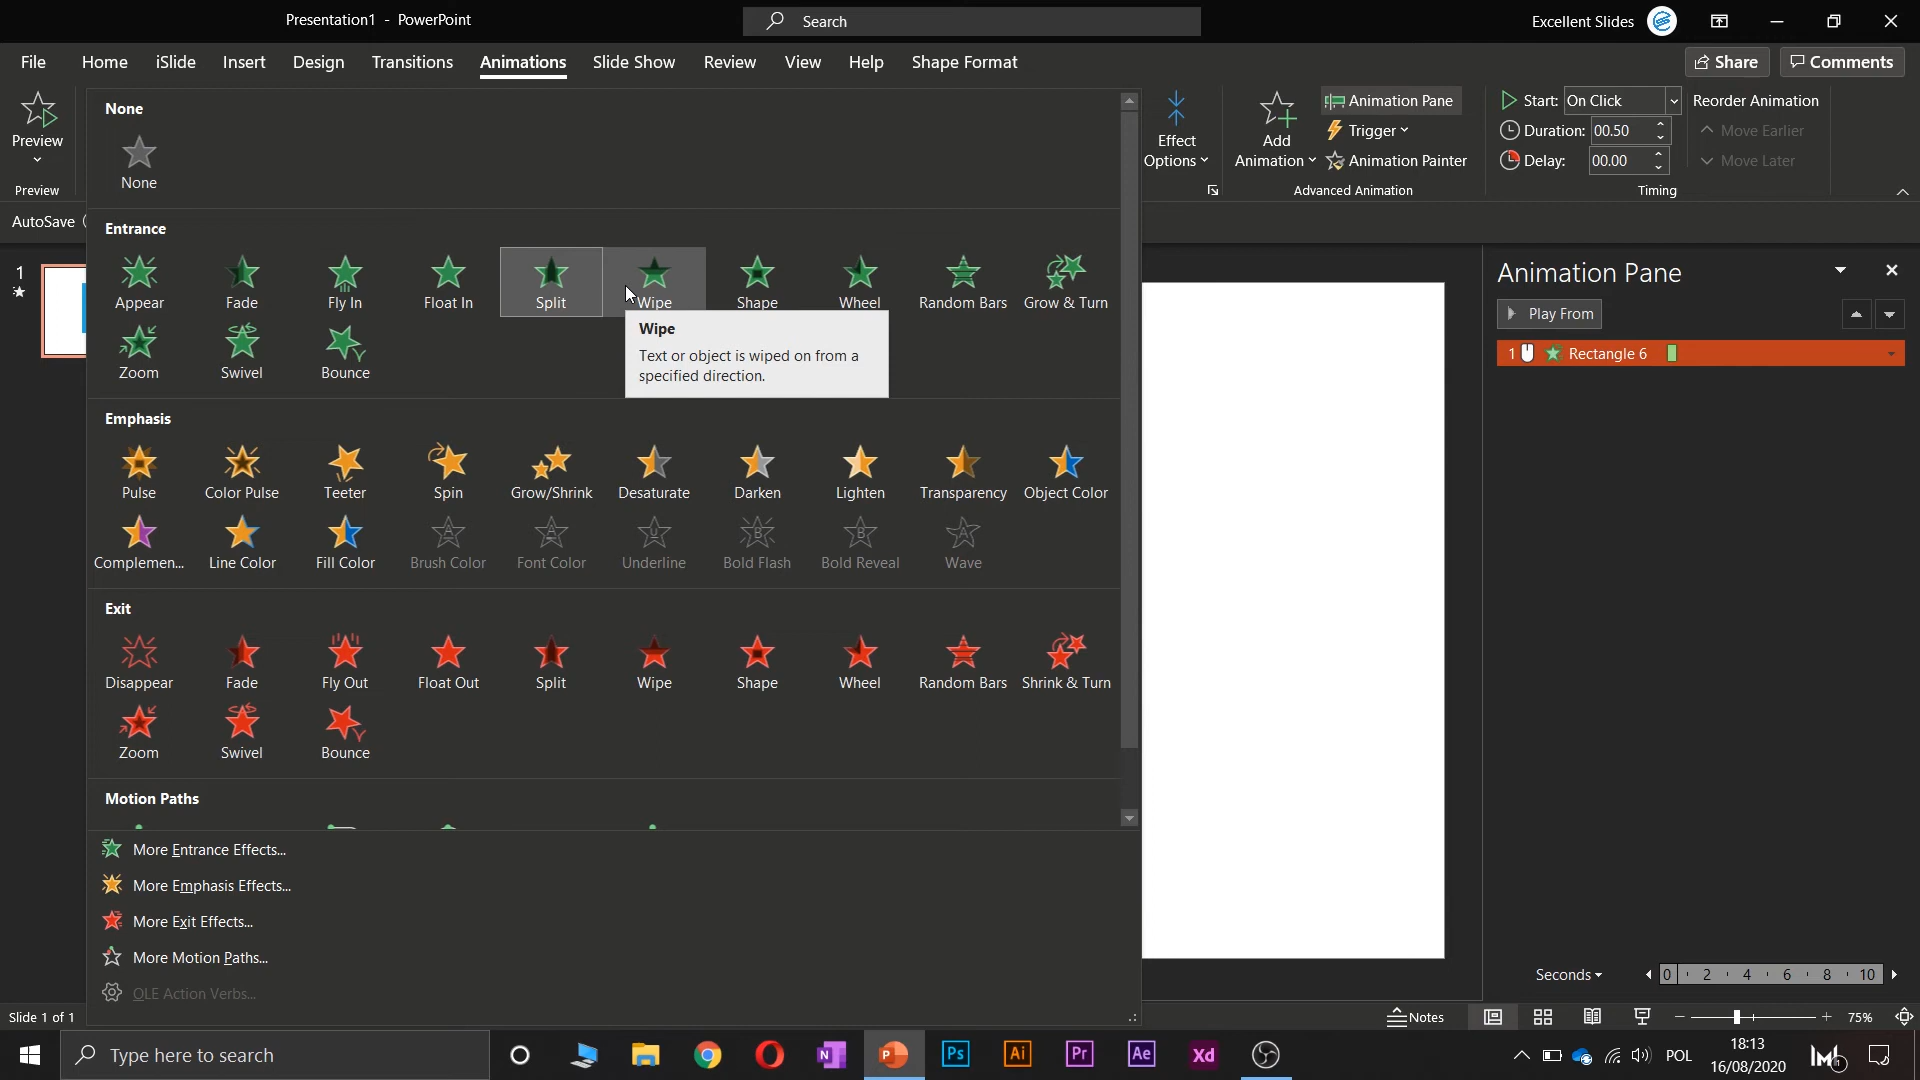 Presentation1 - PowerPoint
Search
Excellent Slides
File Home iSlide Insert Design Transitions Animations Slide Show Review View Help Shape Format
Share
Comments
Preview
Preview
AutoSave
None
None
Entrance
Appear Fade Fly In Float In Split Wipe Shape Wheel Random Bars Grow & Turn
Zoom Swivel Bounce
Wipe
Text or object is wiped on from a
specified direction.
Emphasis
Pulse Color Pulse Teeter Spin Grow/Shrink Desaturate Darken Lighten Transparency Object Color
Complemen... Line Color Fill Color Brush Color Font Color Underline Bold Flash Bold Reveal Wave
Exit
Disappear Fade Fly Out Float Out Split Wipe Shape Wheel Random Bars Shrink & Turn
Zoom Swivel Bounce
Motion Paths
More Entrance Effects...
More Emphasis Effects...
More Exit Effects...
More Motion Paths...
OLE Action Verbs...
Effect
Options
Add
Animation
Animation Pane
Trigger
Animation Painter
Advanced Animation
Start: On Click
Duration: 00.50
Delay: 00.00
Reorder Animation
Move Earlier
Move Later
Timing
1
Animation Pane
Play From
1 Rectangle 6
Seconds
0 2 4 6 8 10
Slide 1 of 1
Notes
75%
Type here to search
Ps
Ai
Pr
Ae
Xd
POL
18:13
16/08/2020
1